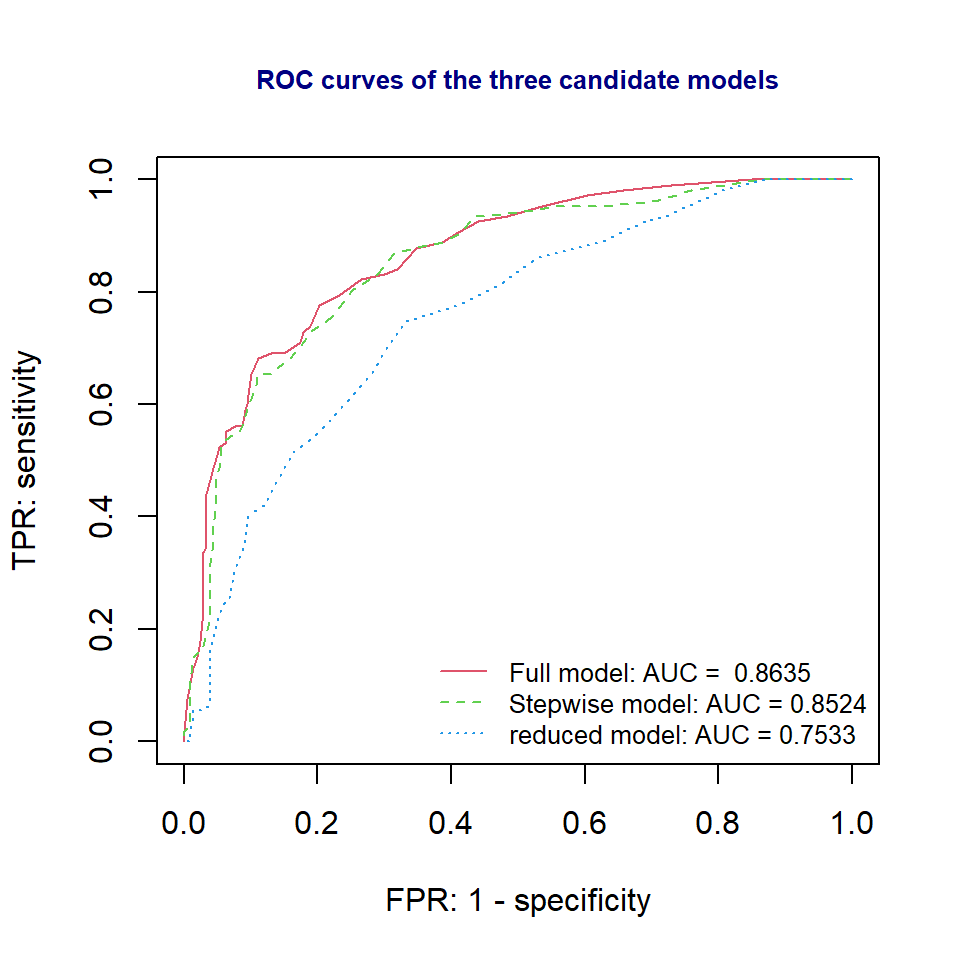 ROC curves of the three candidate models
1.0
0.8
0.6
0.4
0.2
0.0
TPR: sensitivity
Full model: AUC =  0.8635
Stepwise model: AUC = 0.8524
reduced model: AUC = 0.7533
0.0 0.2 0.4 0.6 0.8 1.0
FPR: 1 - specificity